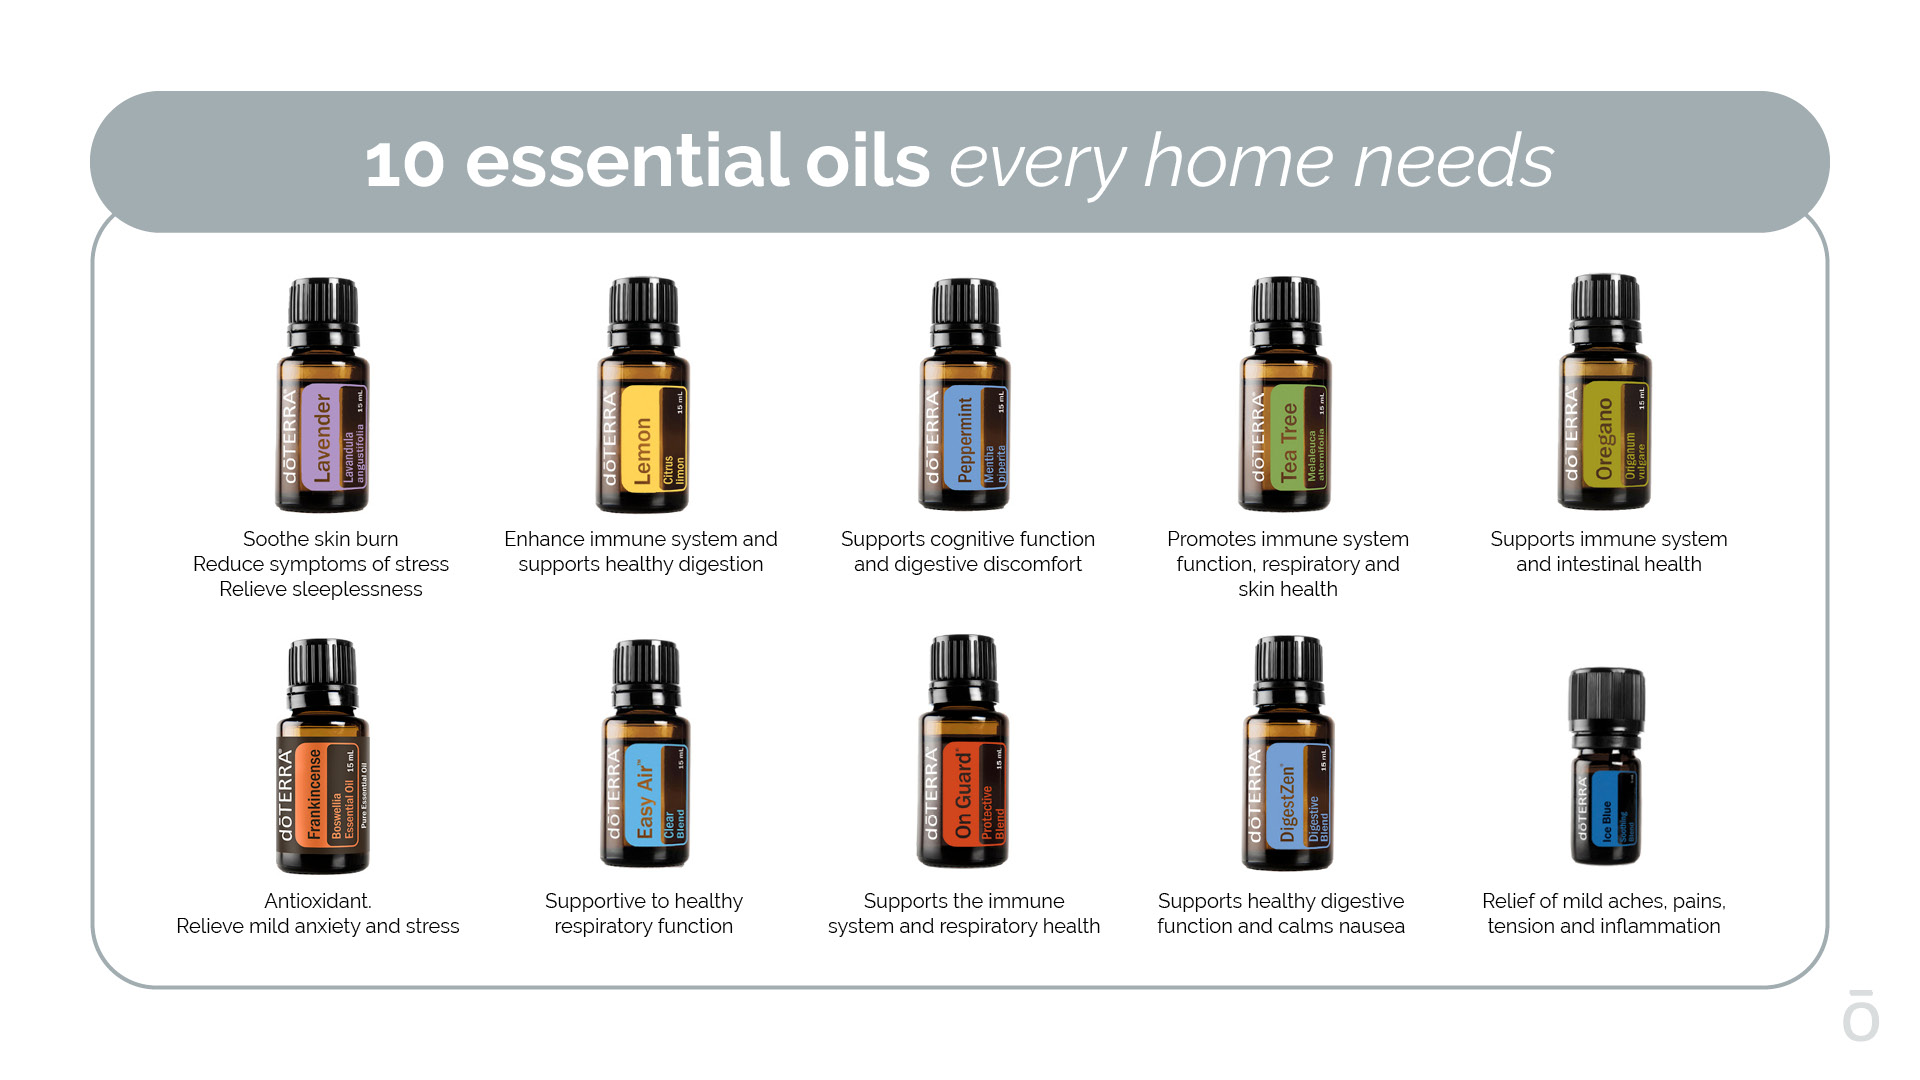 10 essential oils every home needs
dōTERRA
Lavender
Lavandula
angustifolia
15 mL
dōTERRA
Lemon
Citrus
limon
15 mL
dōTERRA
Peppermint
Mentha
piperita
15 mL
dōTERRA
Tea Tree
Melaleuca
alternifolia
15 mL
dōTERRA
Oregano
Origanum
vulgare
15 mL
Soothe skin burn
Reduce symptoms of stress
Relieve sleeplessness
Enhance immune system and
supports healthy digestion
Supports cognitive function
and digestive discomfort
Promotes immune system
function, respiratory and
skin health
Supports immune system
and intestinal health
dōTERRA®
Frankincense
Boswellia
Essential Oil 15 mL
Pure Essential Oil
dōTERRA
Easy Air™
Clear
Blend
15 mL
dōTERRA
On Guard®
Protective
Blend
15 mL
dōTERRA
DigestZen®
Digestive
Blend
15 mL
dōTERRA
Ice Blue
Soothing
Blend
Antioxidant.
Relieve mild anxiety and stress
Supportive to healthy
respiratory function
Supports the immune
system and respiratory health
Supports healthy digestive
function and calms nausea
Relief of mild aches, pains,
tension and inflammation
ō